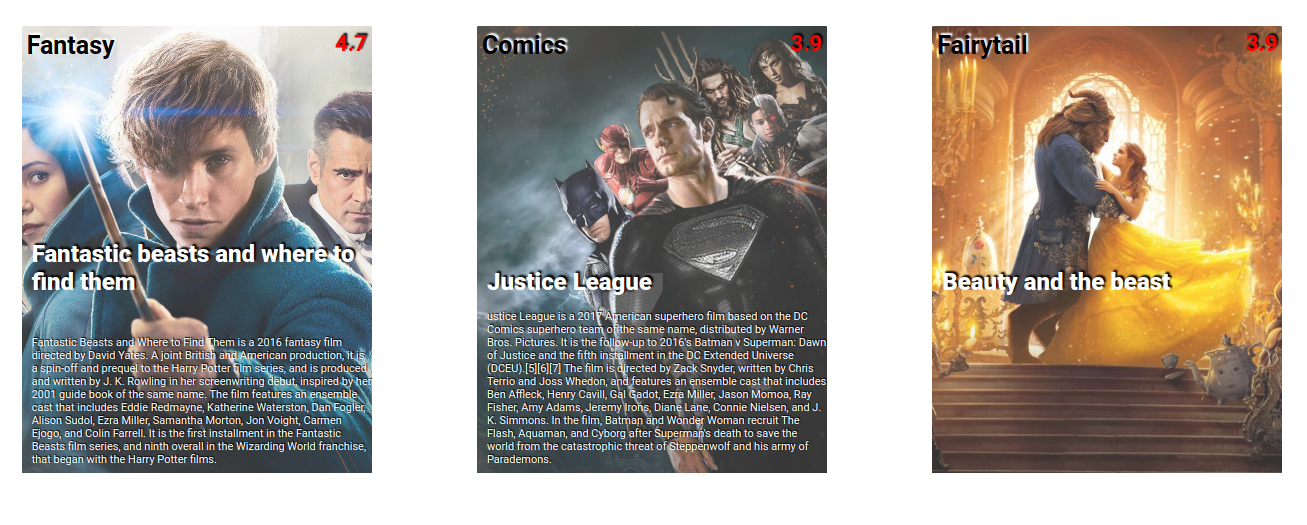 Fantasy
4.7
Fantastic beasts and where to
find them
Fantastic Beasts and Where to Find Them is a 2016 fantasy film
directed by David Yates. A joint British and American production, it is
a spin-off and prequel to the Harry Potter film series, and is produced
and written by J. K. Rowling in her screenwriting debut, inspired by her
2001 guide book of the same name. The film features an ensemble
cast that includes Eddie Redmayne, Katherine Waterston, Dan Fogler,
Alison Sudol, Ezra Miller, Samantha Morton, Jon Voight, Carmen
Ejogo, and Colin Farrell. It is the first installment in the Fantastic
Beasts film series, and ninth overall in the Wizarding World franchise,
that began with the Harry Potter films.
Comics
3.9
Justice League
ustice League is a 2017 American superhero film based on the DC
Comics superhero team of the same name, distributed by Warner
Bros. Pictures. It is the follow-up to 2016's Batman v Superman: Dawn
of Justice and the fifth installment in the DC Extended Universe
(DCEU).[5][6][7] The film is directed by Zack Snyder, written by Chris
Terrio and Joss Whedon, and features an ensemble cast that includes
Ben Affleck, Henry Cavill, Gal Gadot, Ezra Miller, Jason Momoa, Ray
Fisher, Amy Adams, Jeremy Irons, Diane Lane, Connie Nielsen, and J.
K. Simmons. In the film, Batman and Wonder Woman recruit The
Flash, Aquaman, and Cyborg after Superman's death to save the
world from the catastrophic threat of Steppenwolf and his army of
Parademons.
Fairytail
3.9
Beauty and the beast